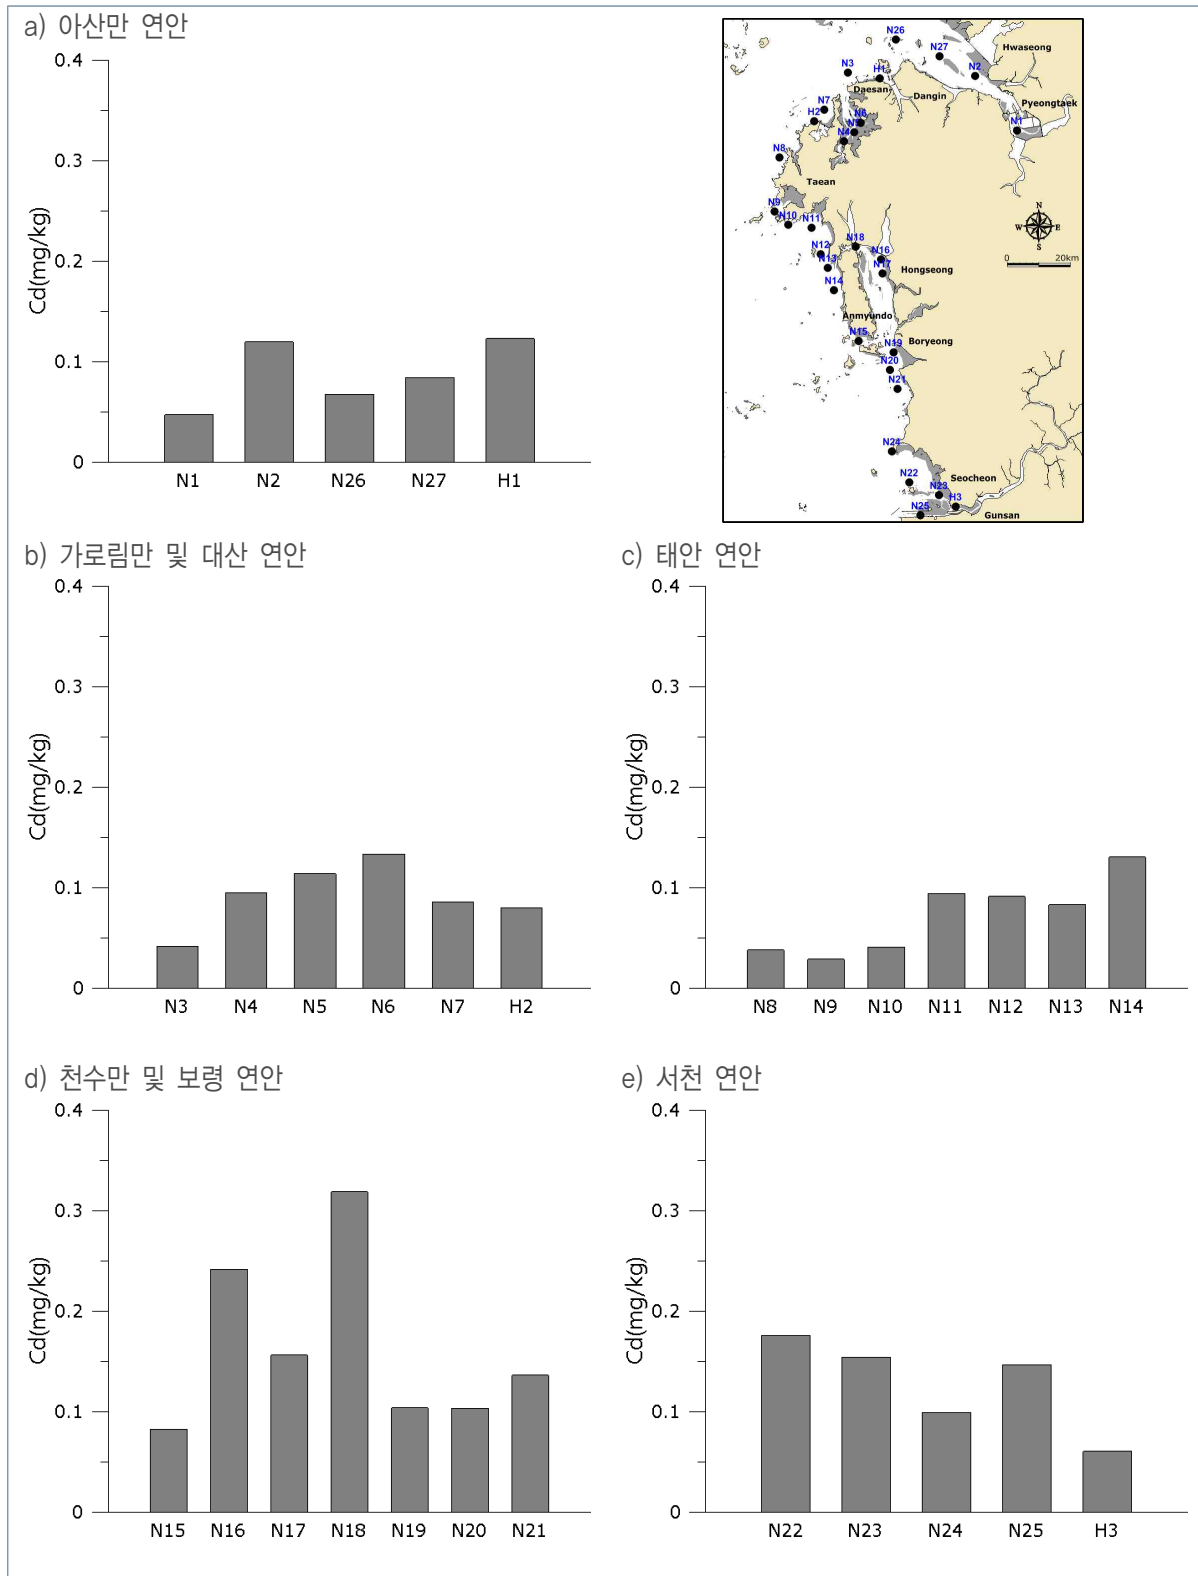 a) 아산만 연안
Cd(mg/kg)
0.4
0.3
0.2
0.1
0
N1 N2 N26 N27 H1
N26
N27
Hwaseong
N3
H1
N2
Daesan
Dangin
N7
Pyeongtaek
H2
N6
N5
N1
N4
N8
Taean
N9
N10
N11
N
W E
S
N18
N12
N16
0 20km
N13
N17
Hongseong
N14
Anmyundo
N15
Boryeong
N19
N20
N21
N24
N22
Seocheon
N23
H3
N25
Gunsan
b) 가로림만 및 대산 연안
Cd(mg/kg)
0.4
0.3
0.2
0.1
0
N3 N4 N5 N6 N7 H2
c) 태안 연안
Cd(mg/kg)
0.4
0.3
0.2
0.1
0
N8 N9 N10 N11 N12 N13 N14
d) 천수만 및 보령 연안
Cd(mg/kg)
0.4
0.3
0.2
0.1
0
N15 N16 N17 N18 N19 N20 N21
e) 서천 연안
Cd(mg/kg)
0.4
0.3
0.2
0.1
0
N22 N23 N24 N25 H3